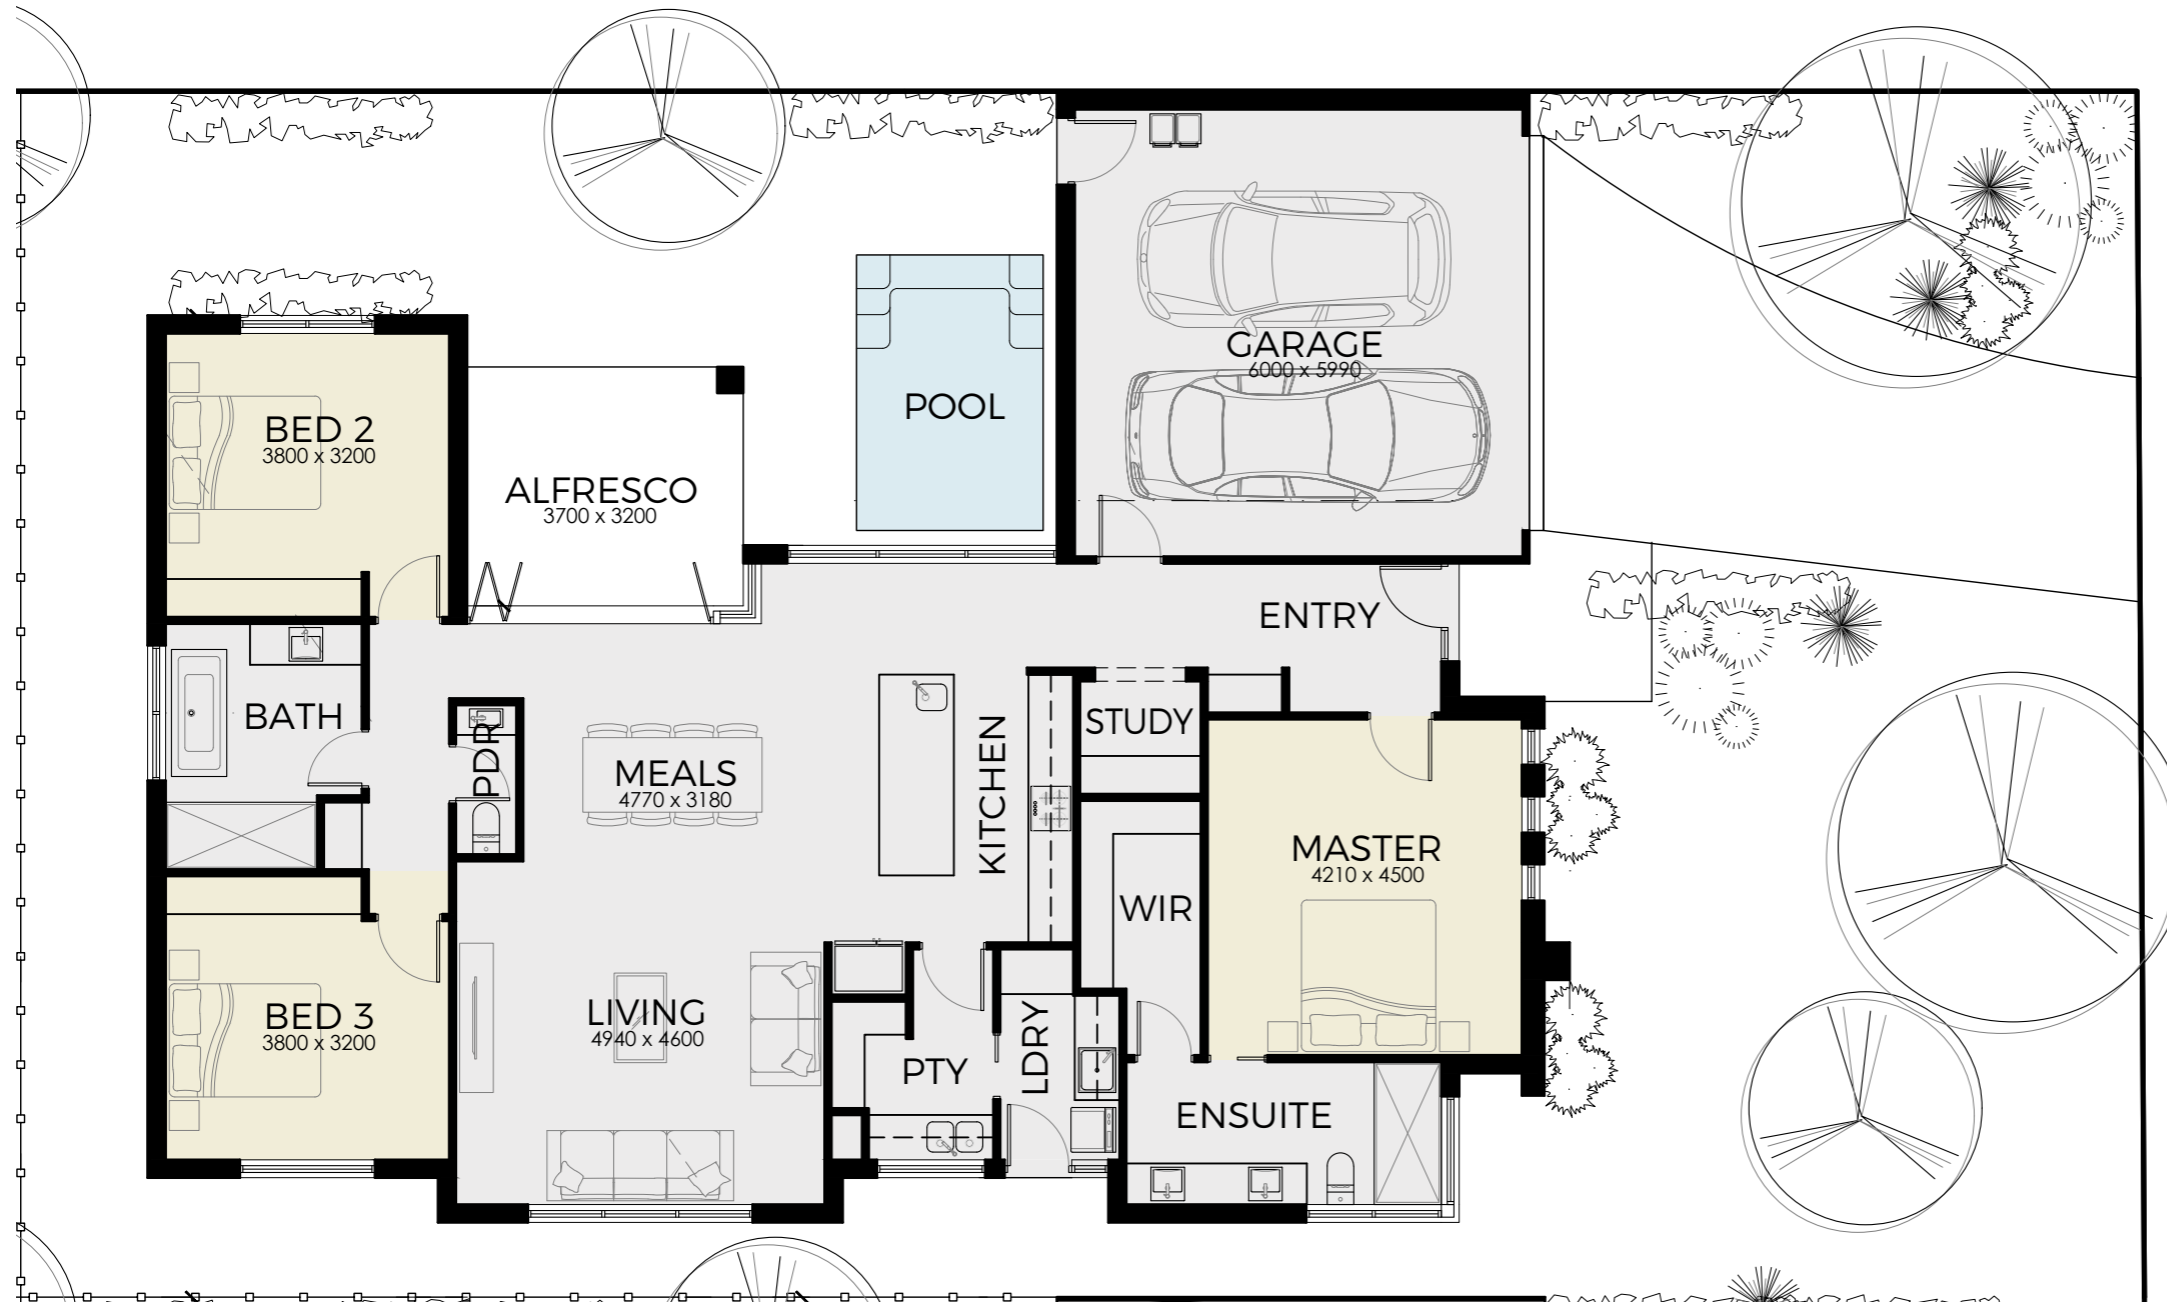 GARAGE
6000 x 5990
POOL
BED 2
3800 x 3200
ALFRESCO
3700 x 3200
ENTRY
BATH
PDR
MEALS
4770 x 3180
KITCHEN
STUDY
MASTER
4210 x 4500
WIR
BED 3
3800 x 3200
LIVING
4940 x 4600
PTY
LDRY
ENSUITE